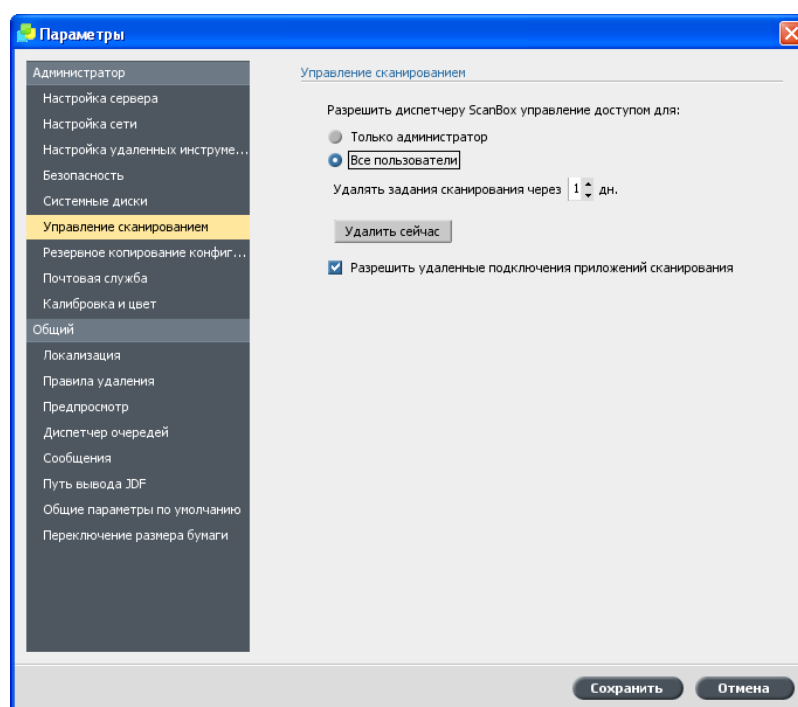 Параметры
Администратор
Настройка сервера
Настройка сети
Настройка удаленных инструме...
Безопасность
Системные диски
Управление сканированием
Резервное копирование конфиг...
Почтовая служба
Калибровка и цвет
Общий
Локализация
Правила удаления
Предпросмотр
Диспетчер очередей
Сообщения
Путь вывода JDF
Общие параметры по умолчанию
Переключение размера бумаги
Управление сканированием
Разрешить диспетчеру ScanBox управление доступом для:
Только администратор
Все пользователи
Удалять задания сканирования через 1 дн.
Удалить сейчас
Разрешить удаленные подключения приложений сканирования
Сохранить
Отмена